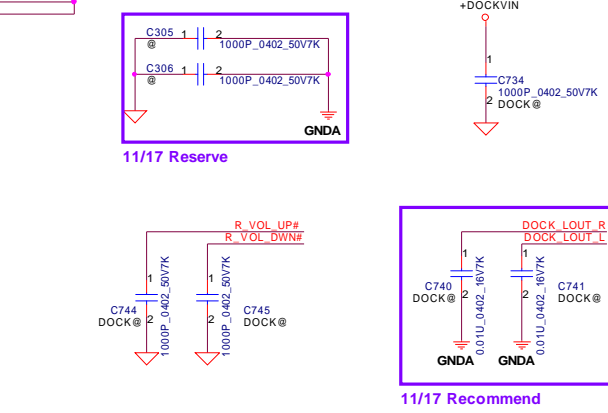 +DOCKVIN
C305 1 2
@ 1000P_0402_50V7K
C306 1 2
@ 1000P_0402_50V7K
GNDA
11/17 Reserve
1
C734
1000P_0402_50V7K
2 DOCK@
R_VOL_UP#
R_VOL_DWN#
1
C744
DOCK@
2
1000P_0402_50V7K
1
C745
DOCK@
2
1000P_0402_50V7K
DOCK_LOUT_R
DOCK_LOUT_L
1
C740
DOCK@
2
0.01U_0402_16V7K
GNDA
1
C741
DOCK@
2
0.01U_0402_16V7K
GNDA
11/17 Recommend